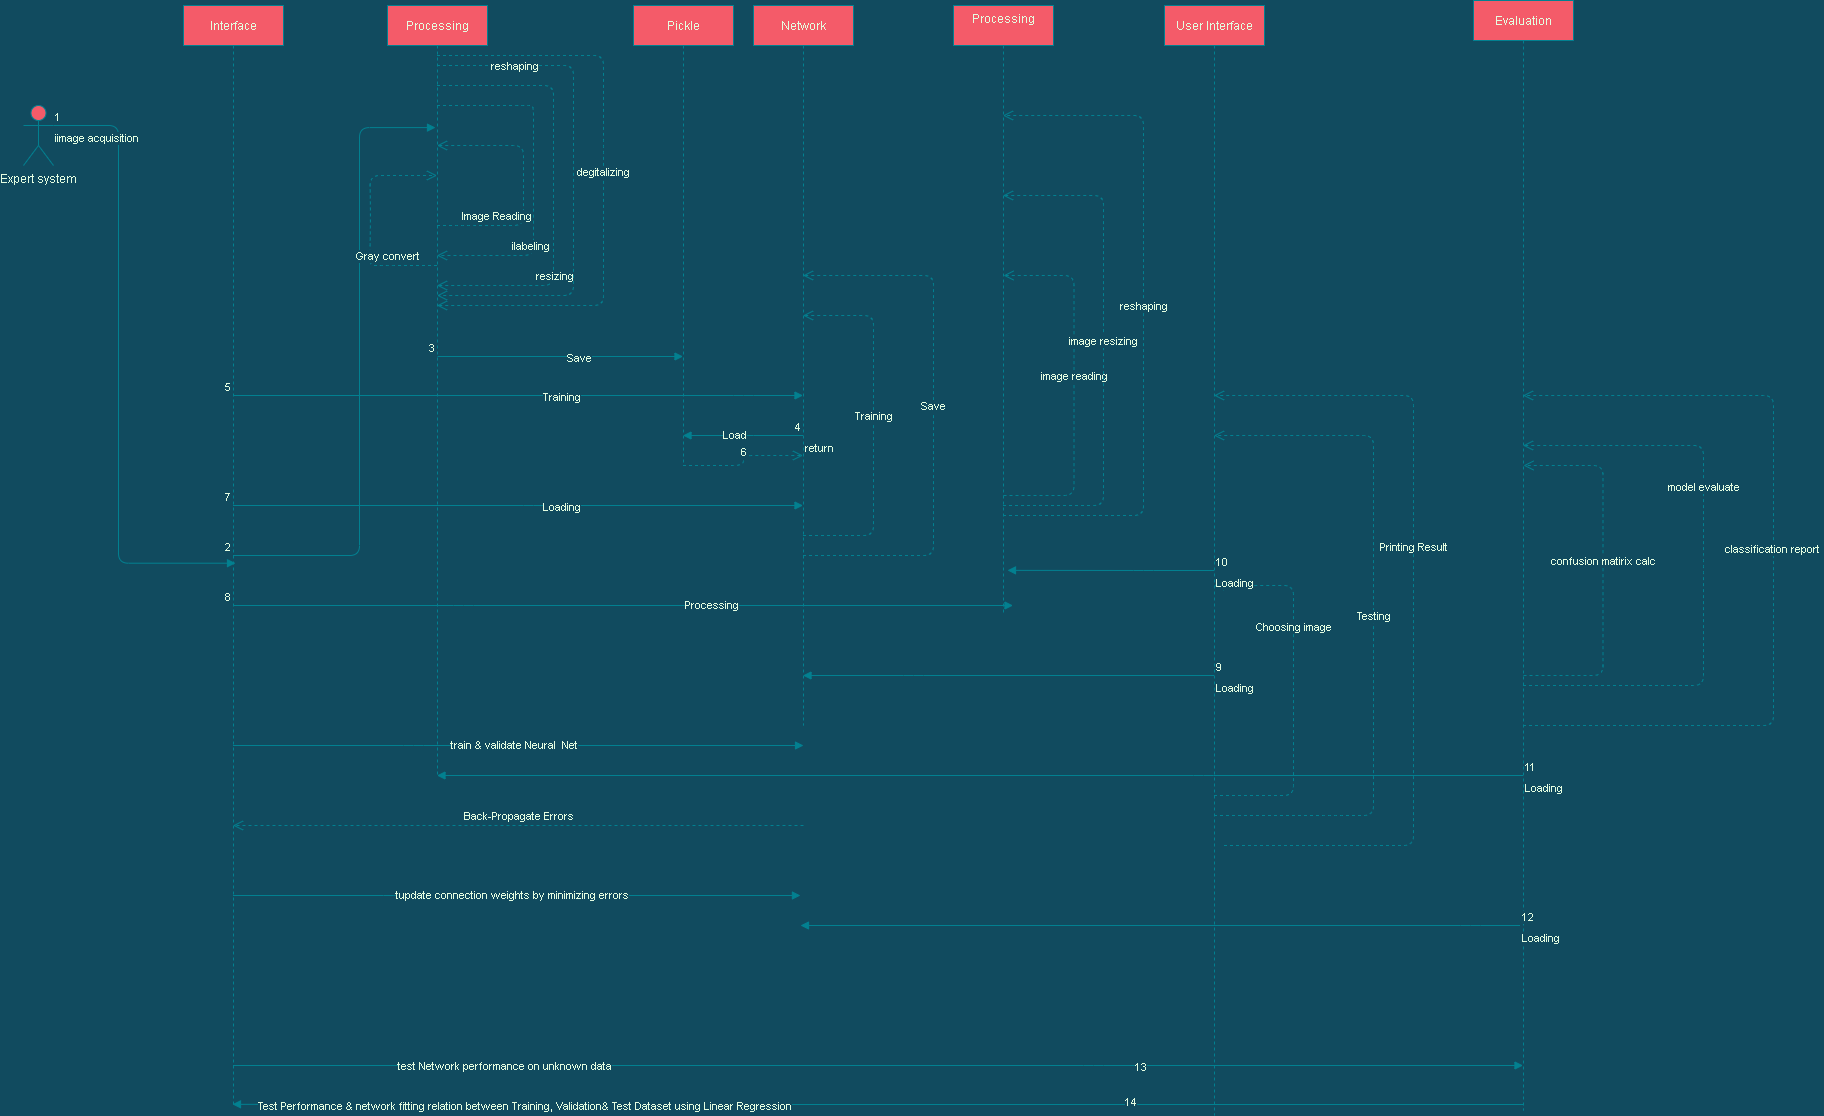 Interface
Processing
Pickle
Network
Processing
User Interface
Evaluation
reshaping
1
iimage acquisition
degitalizing
Expert system
Image Reading
ilabeling
Gray convert
resizing
reshaping
image resizing
3
Save
image reading
5
Training
Save
Training
4
Load
return
6
model evaluate
7
Loading
2
Printing Result
classification report
confusion matirix calc
10
Loading
8
Processing
Testing
Choosing image
9
Loading
train & validate Neural  Net
11
Loading
Back-Propagate Errors
tupdate connection weights by minimizing errors
12
Loading
test Network performance on unknown data
13
14
Test Performance & network fitting relation between Training, Validation& Test Dataset using Linear Regression